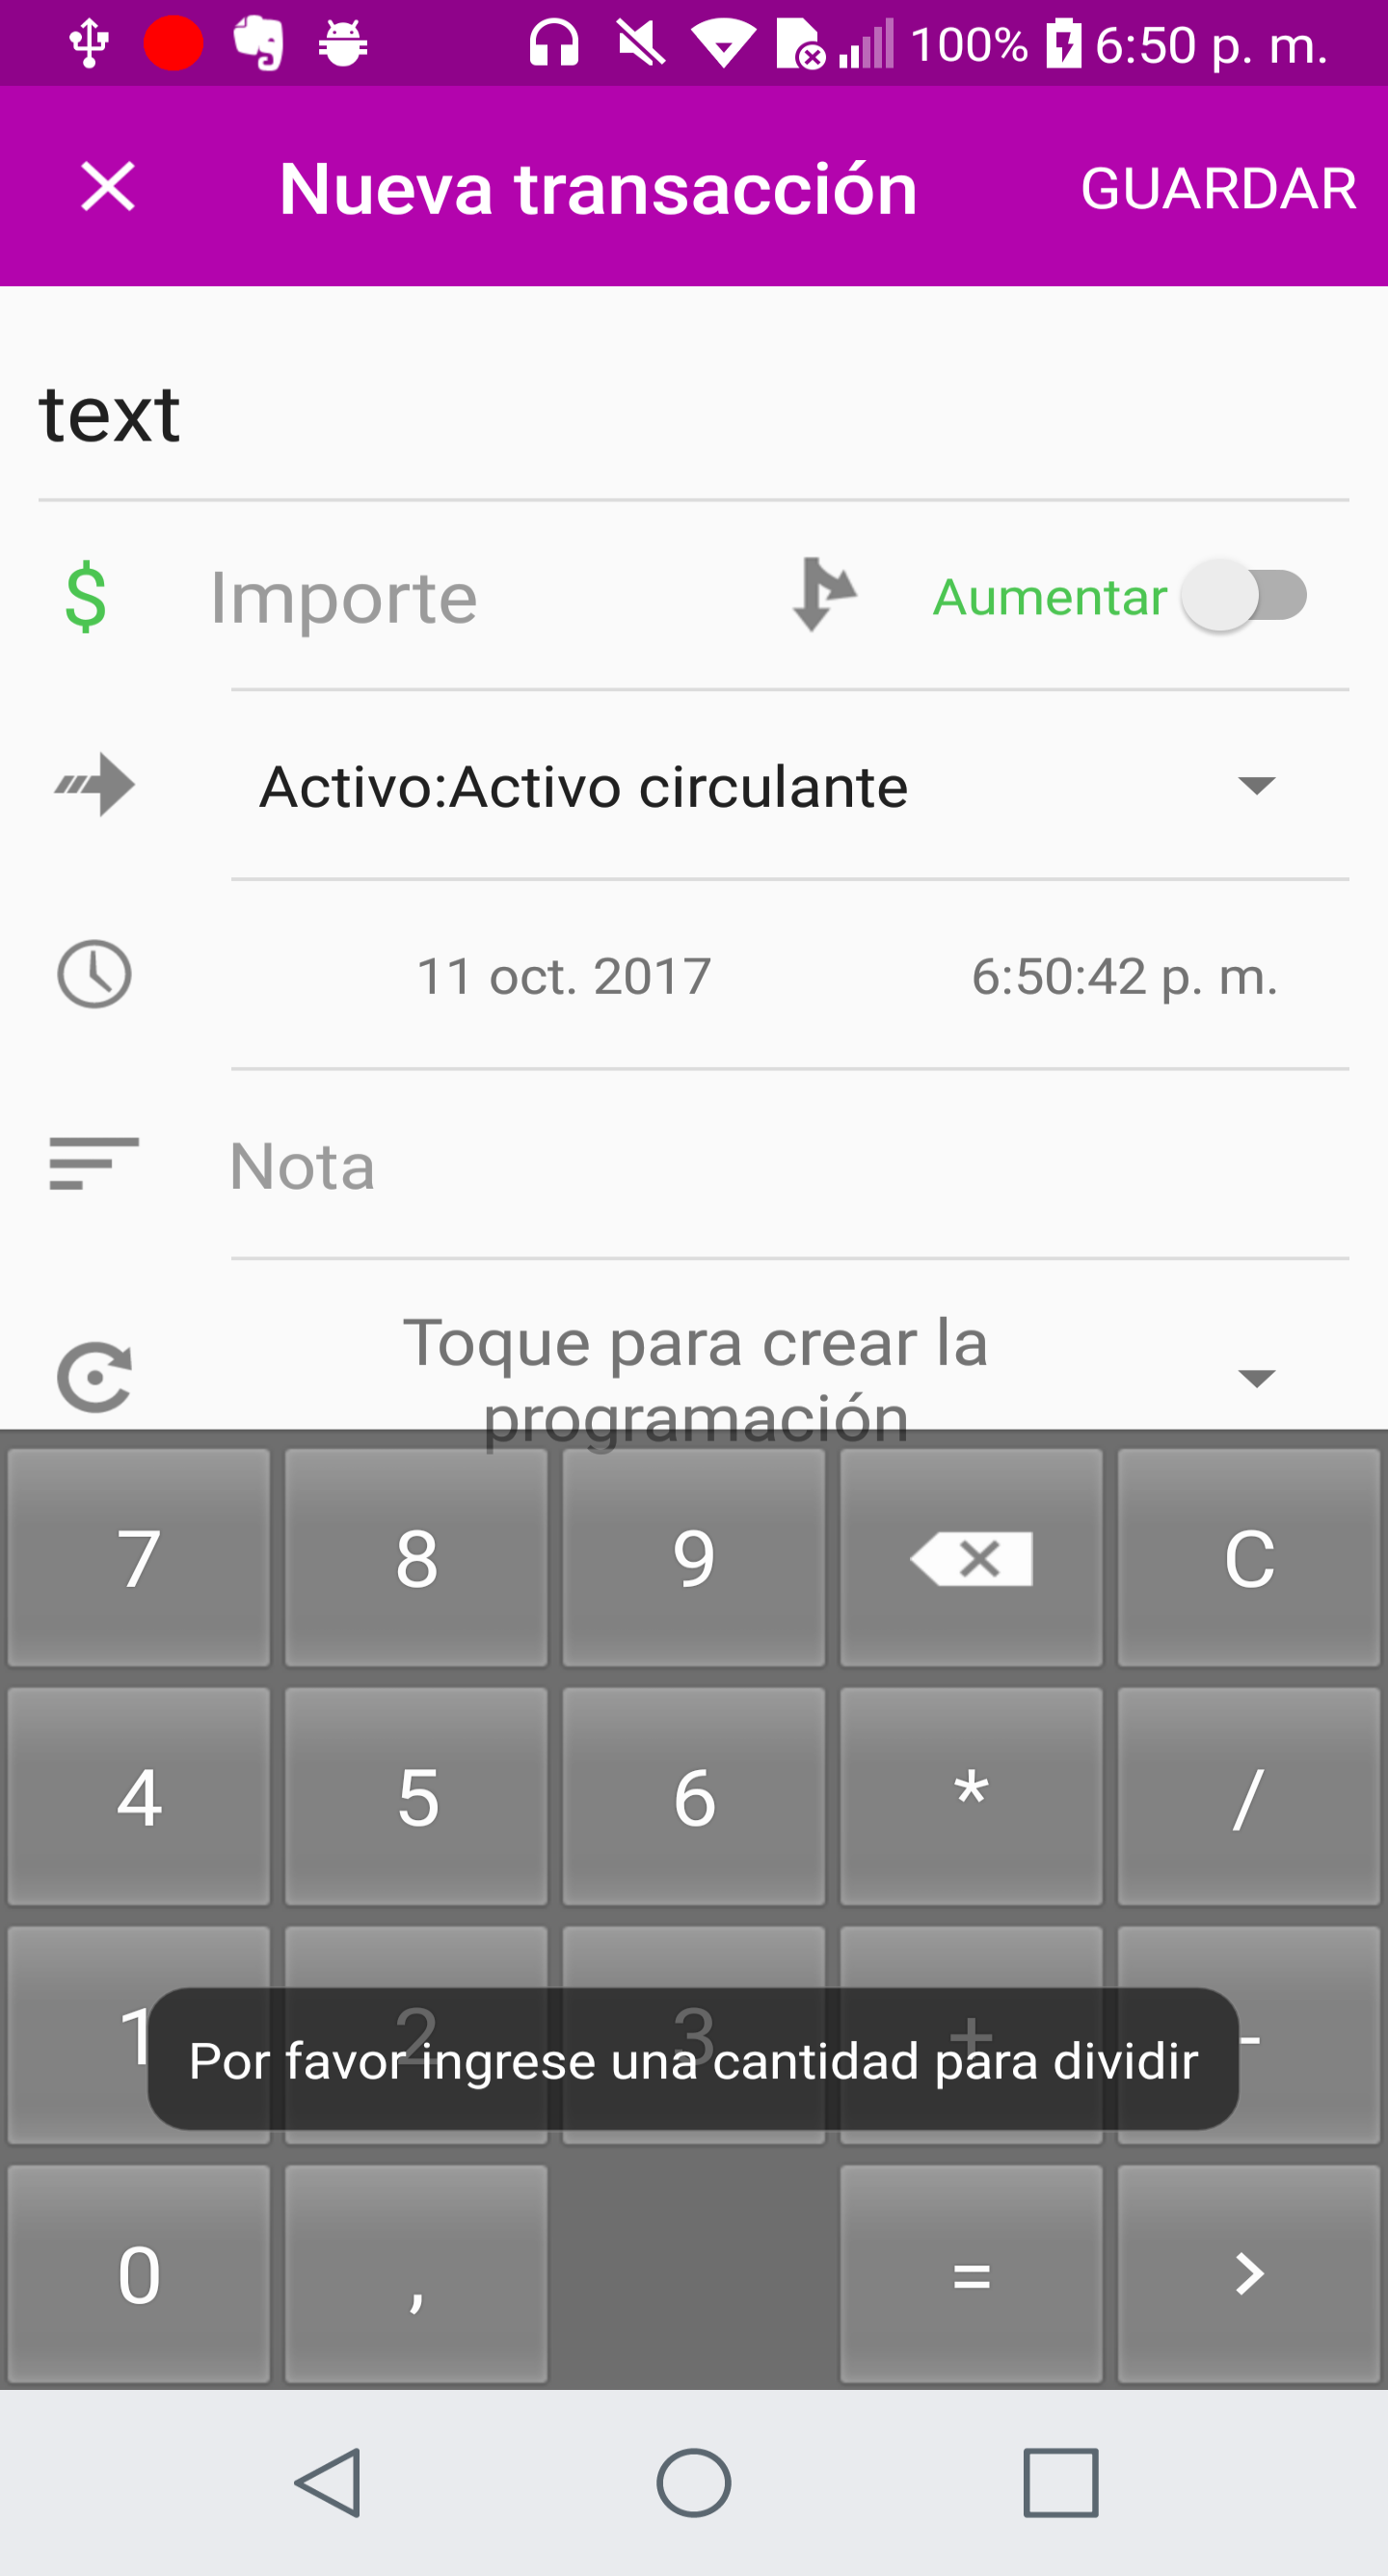 100% 6:50 p. m.
Nueva transacción GUARDAR
text
$ Importe Aumentar
Activo:Activo circulante
11 oct. 2017 6:50:42 p. m.
Nota
Toque para crear la
programación
7 8 9 C
4 5 6 * /
1 2 3 + -
Por favor ingrese una cantidad para dividir
0 , = >